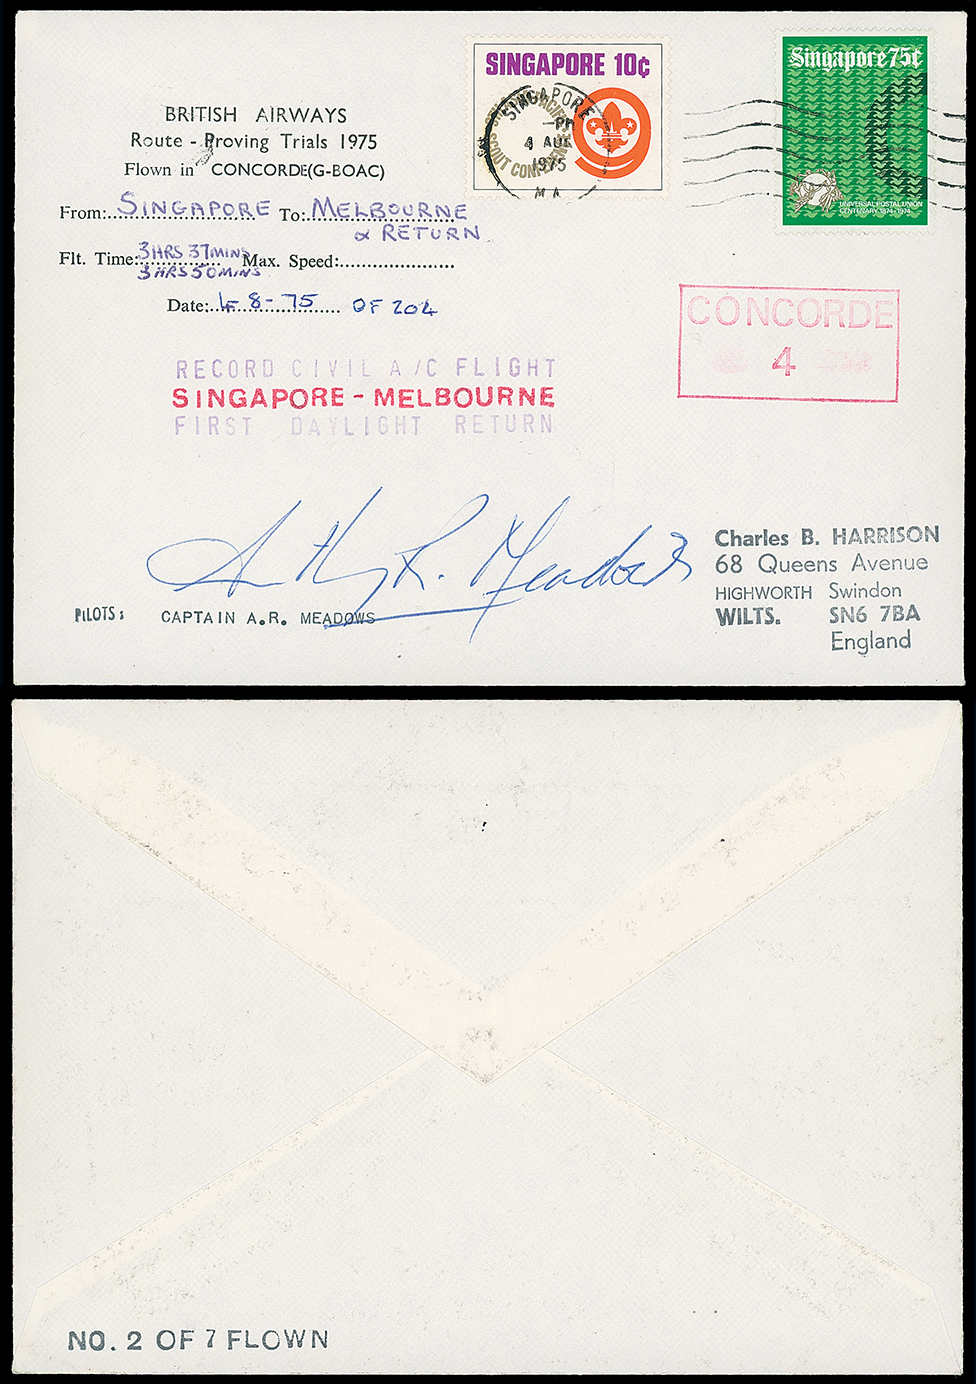 BRITISH AIRWAYS
Route - Proving Trials 1975
Flown in CONCORDE(G-BOAC)
From:..SINGAPORE To:..MELBOURNE
& RETURN
Flt. Time: 3HRS 37MINS Max. Speed:....................
3HRS 50MINS
Date:..4-8-75.................... OF 204
SINGAPORE 10¢
SCOUT CONFERENCE
SINGAPORE
4 AUG
1975
Singapore 75¢
UNIVERSAL POSTAL UNION
CENTENARY 1874-1974
CONCORDE
4
RECORD CIVIL A/C FLIGHT
SINGAPORE - MELBOURNE
FIRST DAYLIGHT RETURN
Anthony R. Meadows
PILOTS: CAPTAIN A.R. MEADOWS
Charles B. HARRISON
68 Queens Avenue
HIGHWORTH Swindon
WILTS. SN6 7BA
England
NO. 2 OF 7 FLOWN